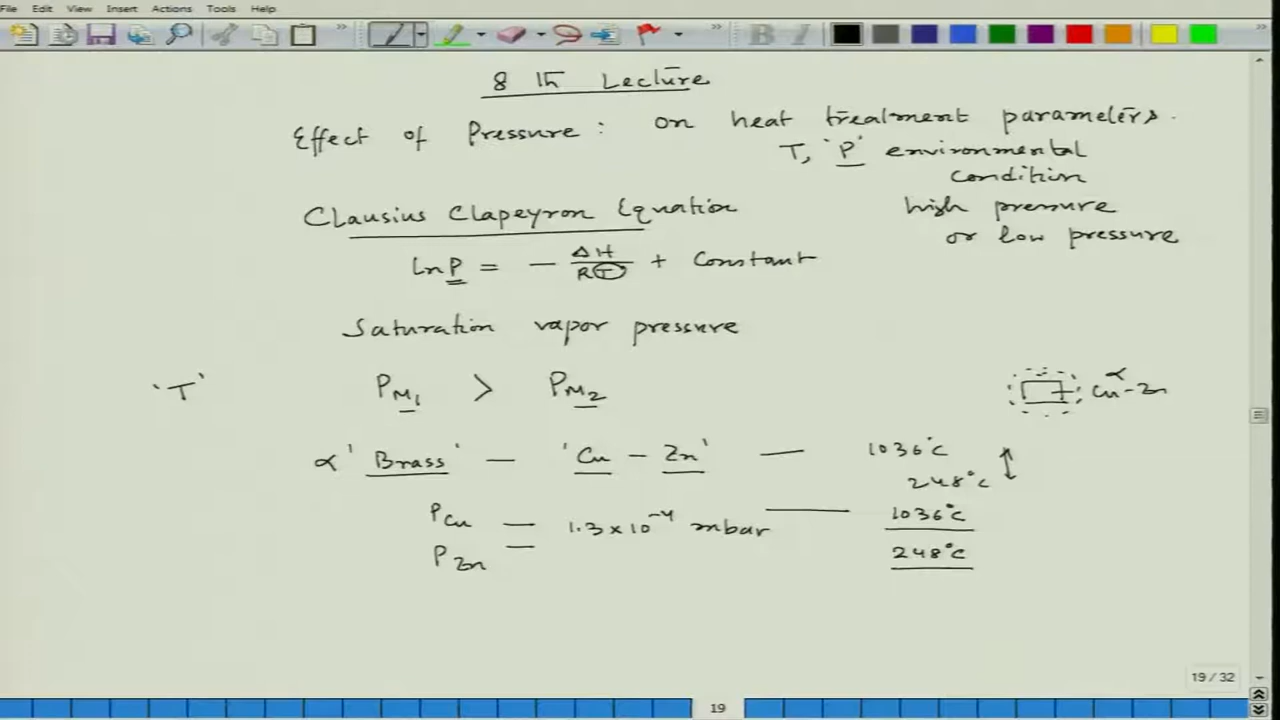 File Edit View Insert Actions Tools Help
8 th Lecture
Effect of Pressure : on heat treatment parameters.
T, 'P' environmental
condition
high pressure
or low pressure
Clausius Clapeyron Equation
ln P = - ΔH/RT + Constant
Saturation vapor pressure
'T' P_M1 > P_M2
α Cu-Zn
α 'Brass' - 'Cu - Zn' — 1036°C
248°C
P_Cu = 1.3 x 10^-4 mbar — 1036°C
P_Zn 248°C
19 / 32
19